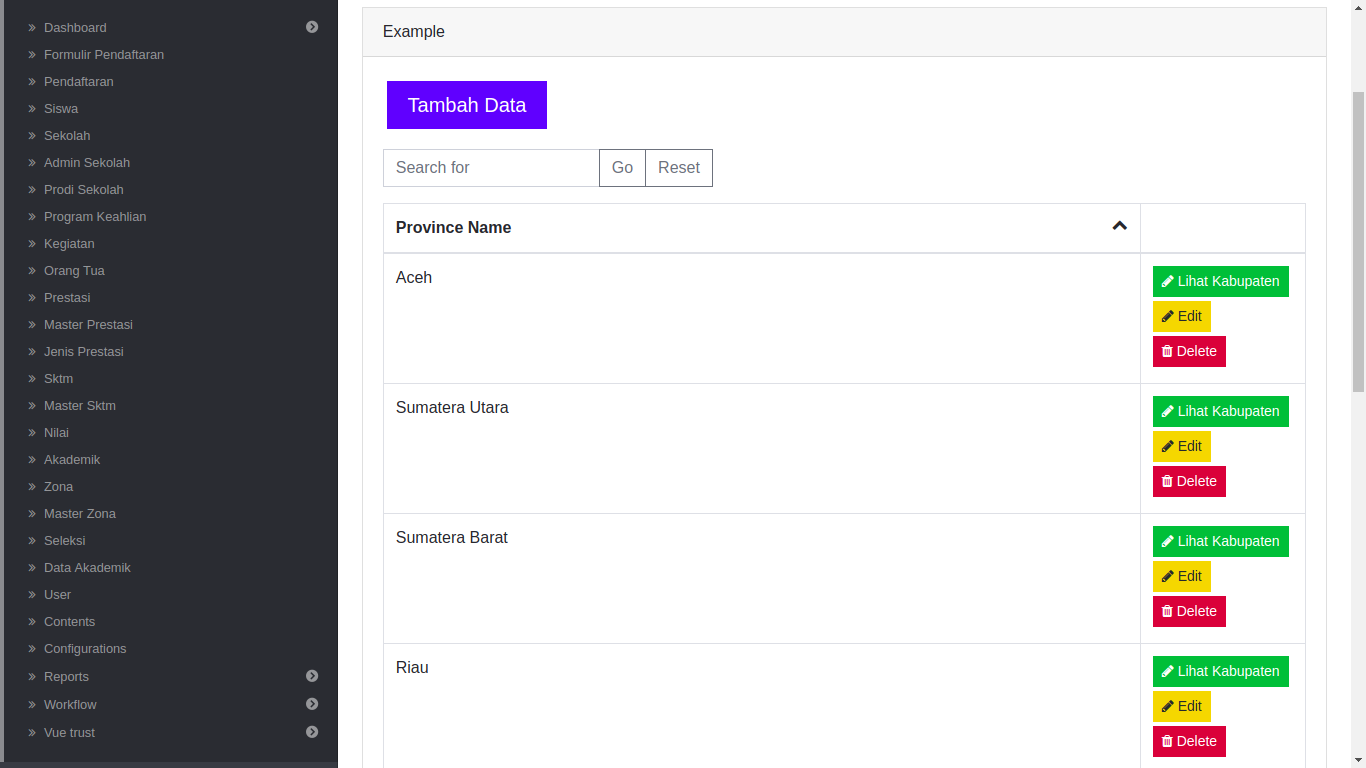 Dashboard
Formulir Pendaftaran
Pendaftaran
Siswa
Sekolah
Admin Sekolah
Prodi Sekolah
Program Keahlian
Kegiatan
Orang Tua
Prestasi
Master Prestasi
Jenis Prestasi
Sktm
Master Sktm
Nilai
Akademik
Zona
Master Zona
Seleksi
Data Akademik
User
Contents
Configurations
Reports
Workflow
Vue trust
Example
Tambah Data
Search for Go Reset
Province Name
Aceh
Lihat Kabupaten
Edit
Delete
Sumatera Utara
Lihat Kabupaten
Edit
Delete
Sumatera Barat
Lihat Kabupaten
Edit
Delete
Riau
Lihat Kabupaten
Edit
Delete